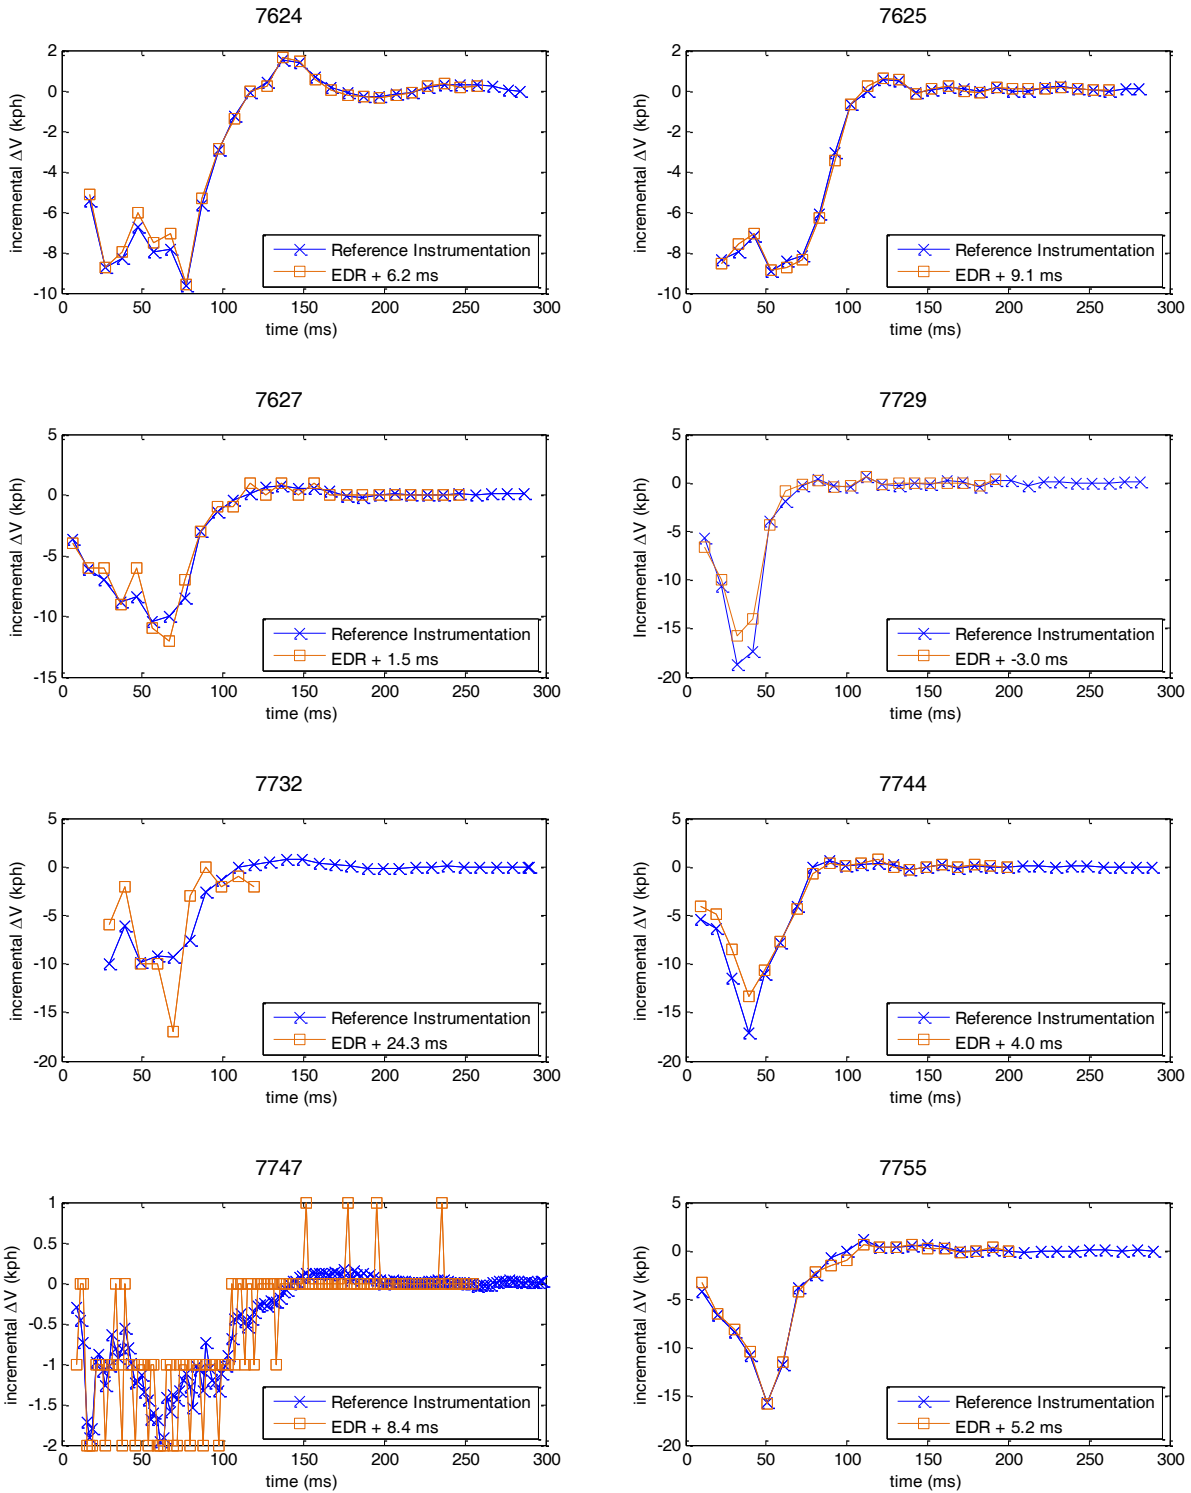 7624
2
0
-2
-4
-6
-8
-10
incremental ΔV (kph)
Reference Instrumentation
EDR + 6.2 ms
0 50 100 150 200 250 300
time (ms)
7625
2
0
-2
-4
-6
-8
-10
incremental ΔV (kph)
Reference Instrumentation
EDR + 9.1 ms
0 50 100 150 200 250 300
time (ms)
7627
5
0
-5
-10
-15
incremental ΔV (kph)
Reference Instrumentation
EDR + 1.5 ms
0 50 100 150 200 250 300
time (ms)
7729
5
0
-5
-10
-15
-20
Incremental ΔV (kph)
Reference Instrumentation
EDR + -3.0 ms
0 50 100 150 200 250 300
time (ms)
7732
5
0
-5
-10
-15
-20
incremental ΔV (kph)
Reference Instrumentation
EDR + 24.3 ms
0 50 100 150 200 250 300
time (ms)
7744
5
0
-5
-10
-15
-20
incremental ΔV (kph)
Reference Instrumentation
EDR + 4.0 ms
0 50 100 150 200 250 300
time (ms)
7747
1
0.5
0
-0.5
-1
-1.5
-2
incremental ΔV (kph)
Reference Instrumentation
EDR + 8.4 ms
0 50 100 150 200 250 300
time (ms)
7755
5
0
-5
-10
-15
-20
incremental ΔV (kph)
Reference Instrumentation
EDR + 5.2 ms
0 50 100 150 200 250 300
time (ms)